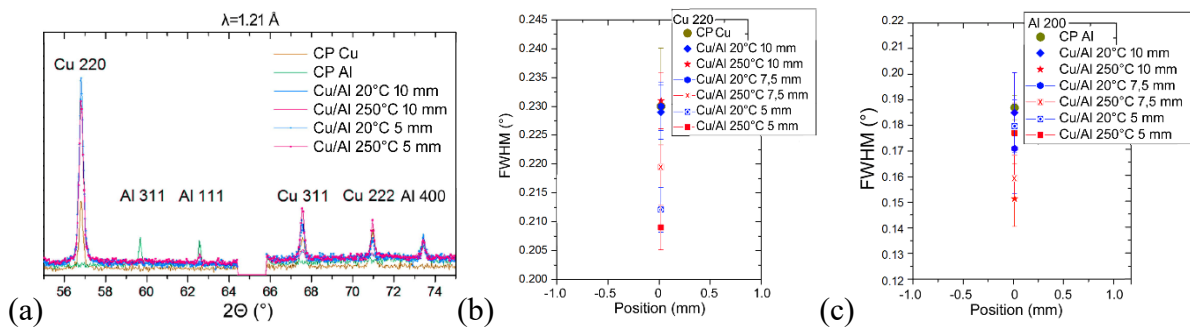 λ=1.21 Å
CP Cu
CP Al
Cu/Al 20°C 10 mm
Cu/Al 250°C 10 mm
Cu/Al 20°C 5 mm
Cu/Al 250°C 5 mm
Cu 220
Al 311
Al 111
Cu 311
Cu 222
Al 400
56 58 60 62 64 66 68 70 72 74
2Θ (°)
(a)
Cu 220
CP Cu
Cu/Al 20°C 10 mm
Cu/Al 250°C 10 mm
Cu/Al 20°C 7,5 mm
Cu/Al 250°C 7,5 mm
Cu/Al 20°C 5 mm
Cu/Al 250°C 5 mm
FWHM (°)
0.245
0.240
0.235
0.230
0.225
0.220
0.215
0.210
0.205
0.200
-1.0 -0.5 0 0.5 1.0
Position (mm)
(b)
Al 200
CP Al
Cu/Al 20°C 10 mm
Cu/Al 250°C 10 mm
Cu/Al 20°C 7,5 mm
Cu/Al 250°C 7,5 mm
Cu/Al 20°C 5 mm
Cu/Al 250°C 5 mm
FWHM (°)
0.22
0.21
0.20
0.19
0.18
0.17
0.16
0.15
0.14
0.13
0.12
-1.0 -0.5 0 0.5 1.0
Position (mm)
(c)